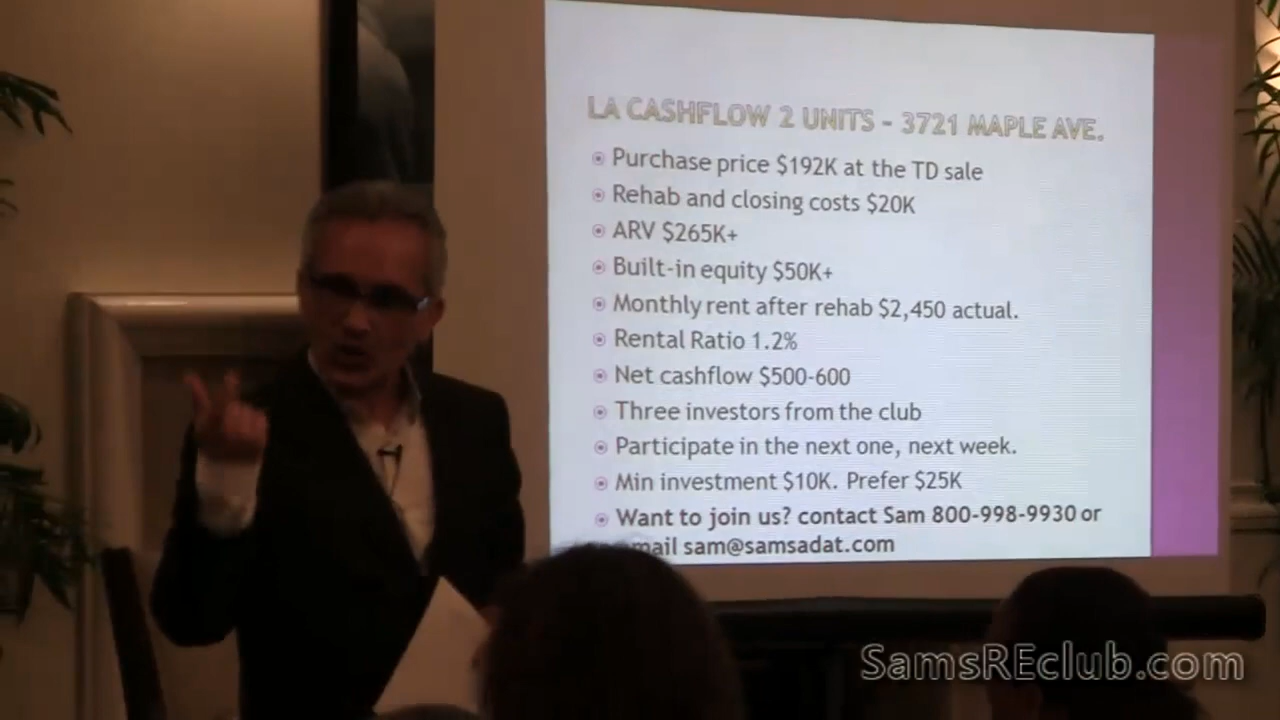 LA CASHFLOW 2 UNITS - 3721 MAPLE AVE.
Purchase price $192K at the TD sale
Rehab and closing costs $20K
ARV $265K+
Built-in equity $50K+
Monthly rent after rehab $2,450 actual.
Rental Ratio 1.2%
Net cashflow $500-600
Three investors from the club
Participate in the next one, next week.
Min investment $10K. Prefer $25K
Want to join us? contact Sam 800-998-9930 or
mail sam@samsadat.com
SamsREclub.com